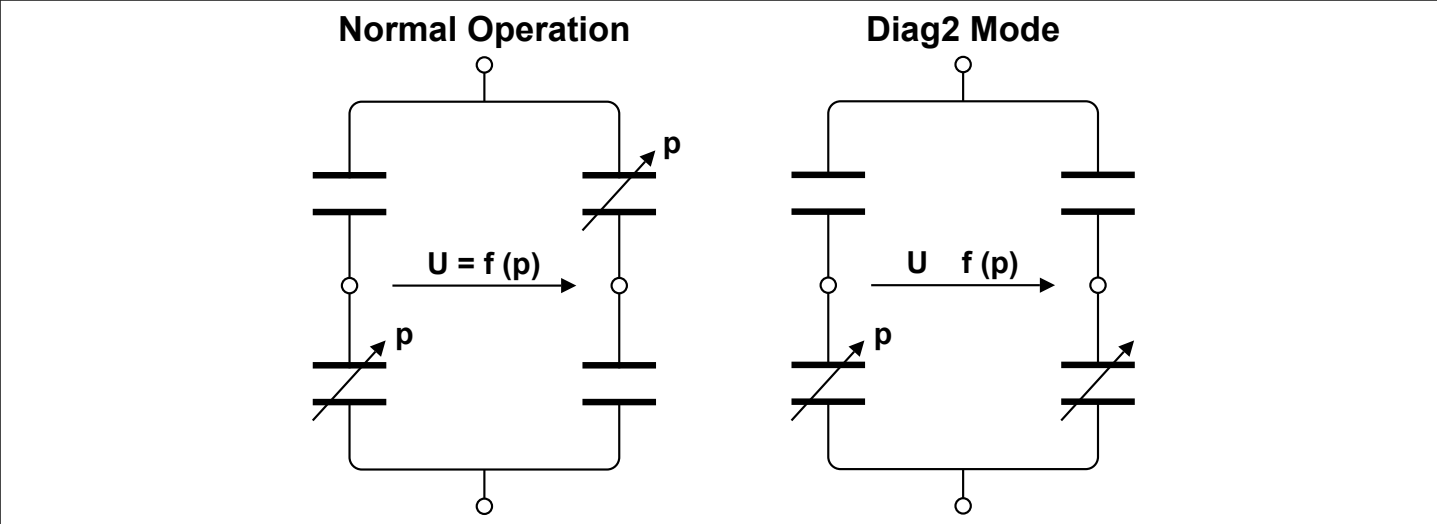 Normal Operation
Diag2 Mode
p
U = f (p)
U f (p)
p
p